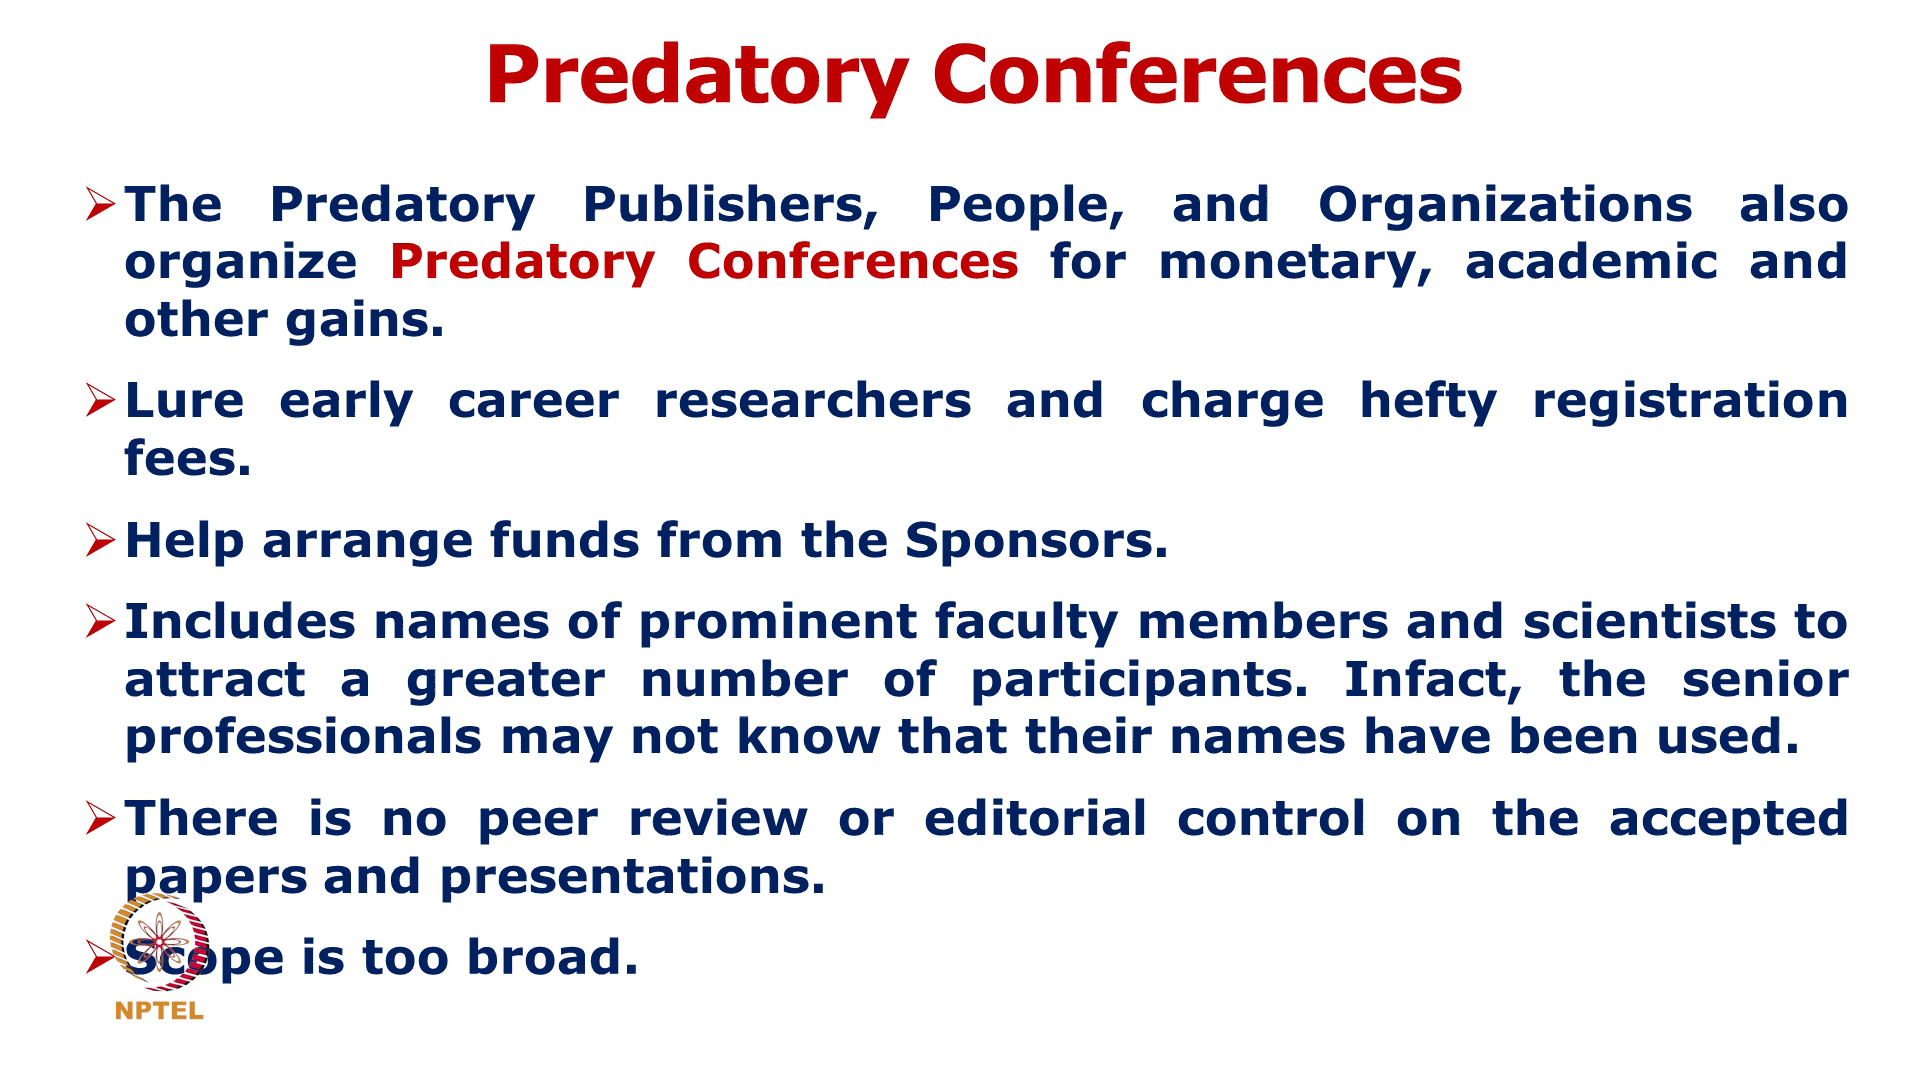 Predatory Conferences
➢The Predatory Publishers, People, and Organizations also
organize Predatory Conferences for monetary, academic and
other gains.
➢Lure early career researchers and charge hefty registration
fees.
➢Help arrange funds from the Sponsors.
➢Includes names of prominent faculty members and scientists to
attract a greater number of participants. Infact, the senior
professionals may not know that their names have been used.
➢There is no peer review or editorial control on the accepted
papers and presentations.
➢Scope is too broad.
NPTEL